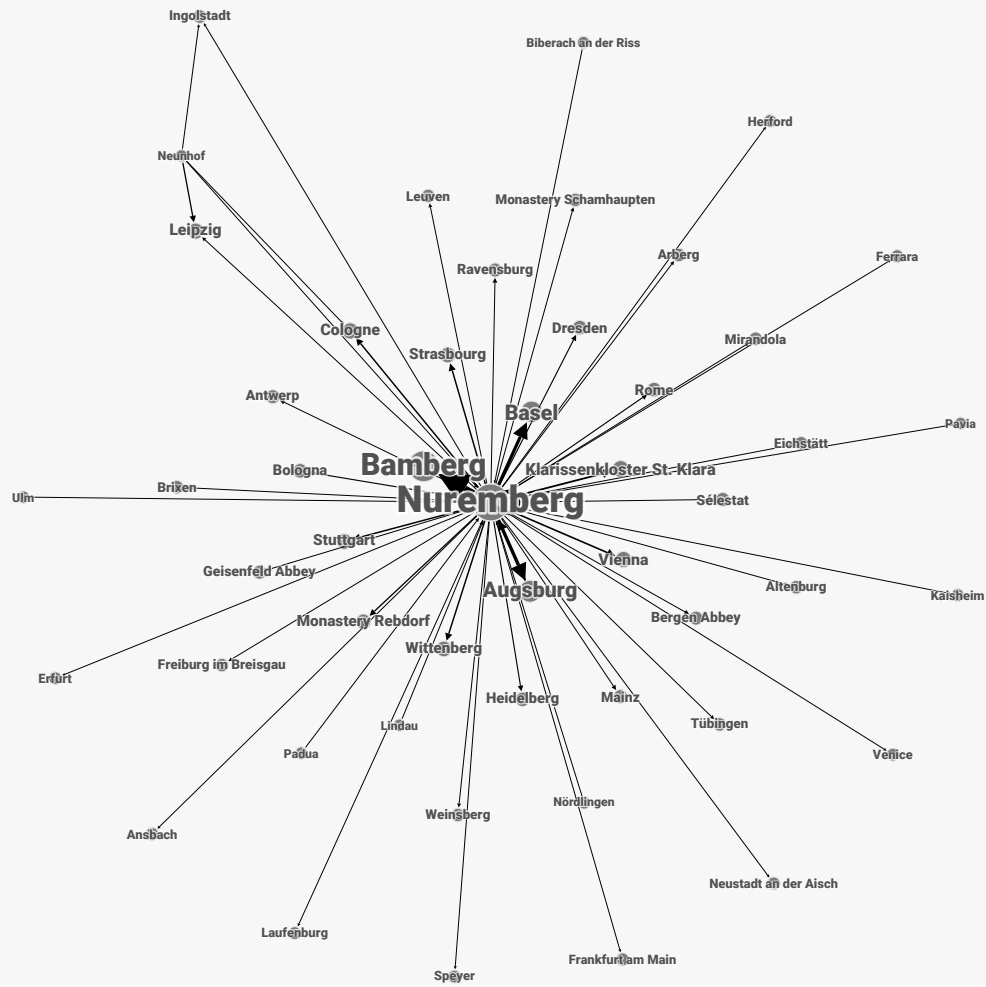 Ingolstadt
Biberach an der Riss
Herford
Neunhof
Leuven
Monastery Schamhaupten
Leipzig
Arberg
Ferrara
Ravensburg
Cologne
Dresden
Mirandola
Strasbourg
Rome
Antwerp
Basel
Pavia
Eichstätt
Bamberg
Bologna
Klarissenkloster St. Klara
Brixen
Ulm
Nuremberg
Sélestat
Stuttgart
Vienna
Geisenfeld Abbey
Altenburg
Augsburg
Kaisheim
Monastery Rebdorf
Bergen Abbey
Wittenberg
Freiburg im Breisgau
Erfurt
Heidelberg
Mainz
Lindau
Tübingen
Padua
Venice
Nördlingen
Weinsberg
Ansbach
Neustadt an der Aisch
Laufenburg
Frankfurt am Main
Speyer